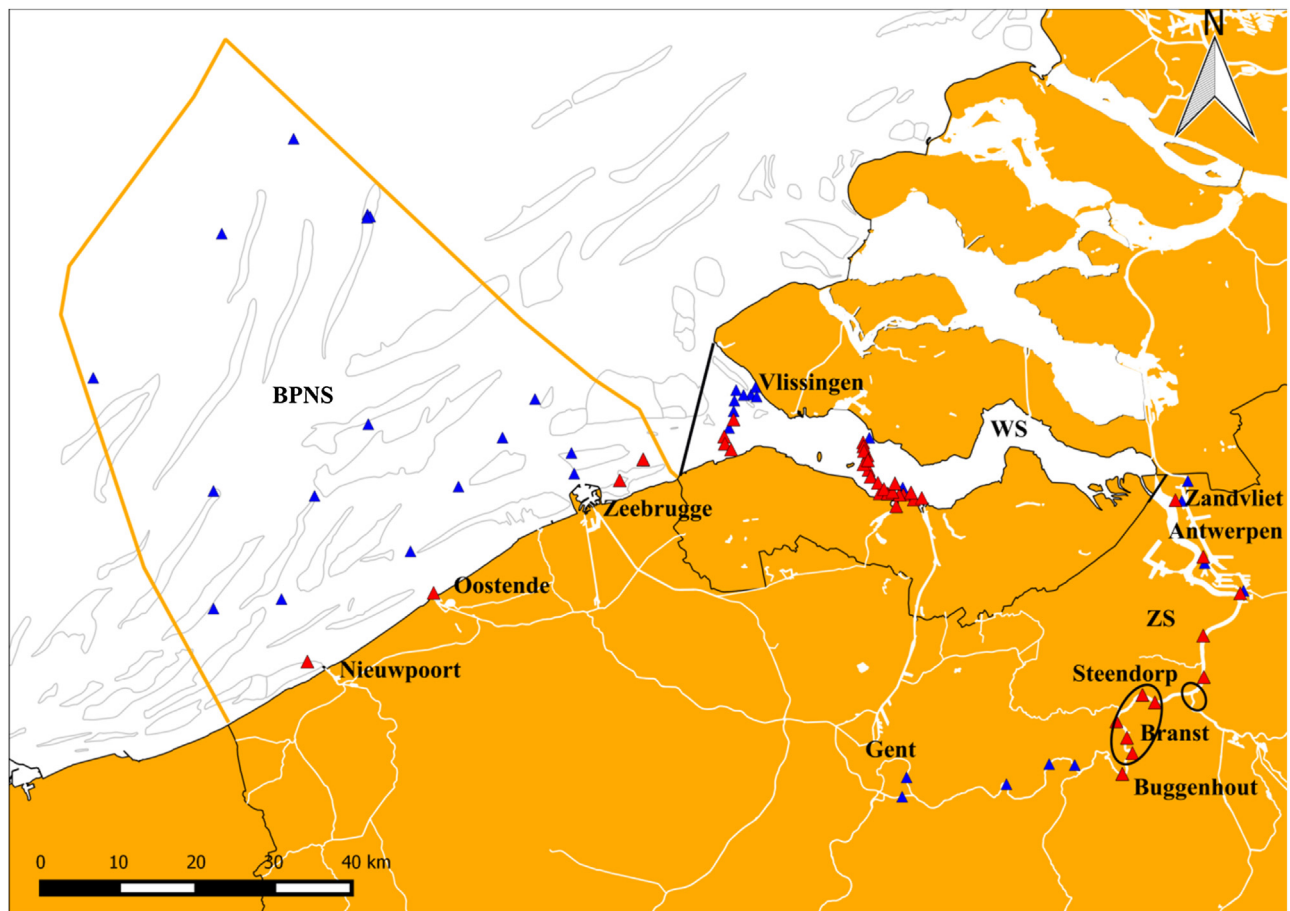 N
Vlissingen
BPNS
WS
Zeebrugge
Zandvliet
Antwerpen
Oostende
ZS
Nieuwpoort
Steendorp
Branst
Gent
Buggenhout
0 10 20 30 40 km